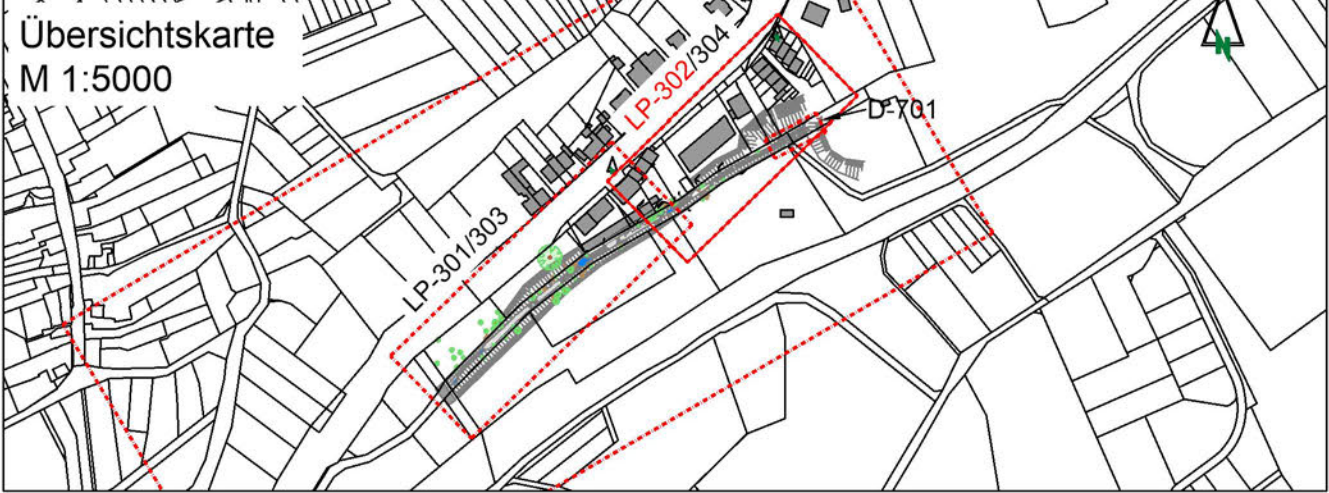 Übersichtskarte
M 1:5000
LP-302/304
D-701
LP-301/303
N